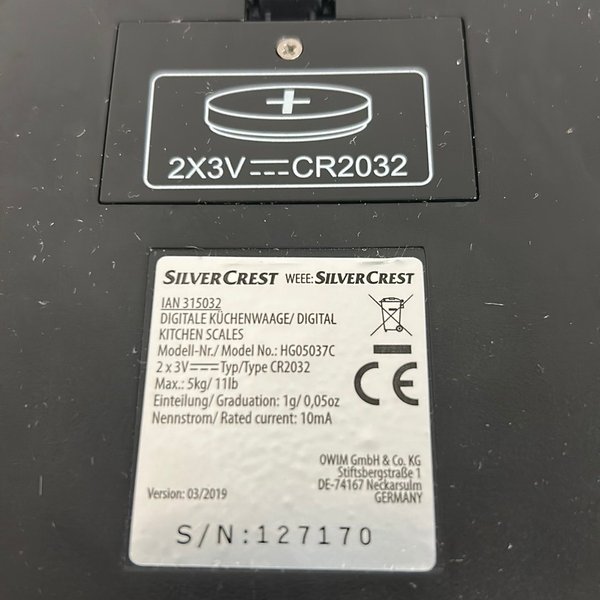 +
2X3V⎓CR2032
SILVERCREST WEEE: SILVERCREST
IAN 315032
DIGITALE KÜCHENWAAGE/ DIGITAL
KITCHEN SCALES
Modell-Nr./ Model No.: HG05037C
2 x 3V⎓Typ/Type CR2032
Max.: 5kg/ 11lb
Einteilung/ Graduation: 1g/ 0,05oz
Nennstrom/ Rated current: 10mA
CE
OWIM GmbH & Co. KG
Stiftsbergstraße 1
DE-74167 Neckarsulm
GERMANY
Version: 03/2019
S/N:127170